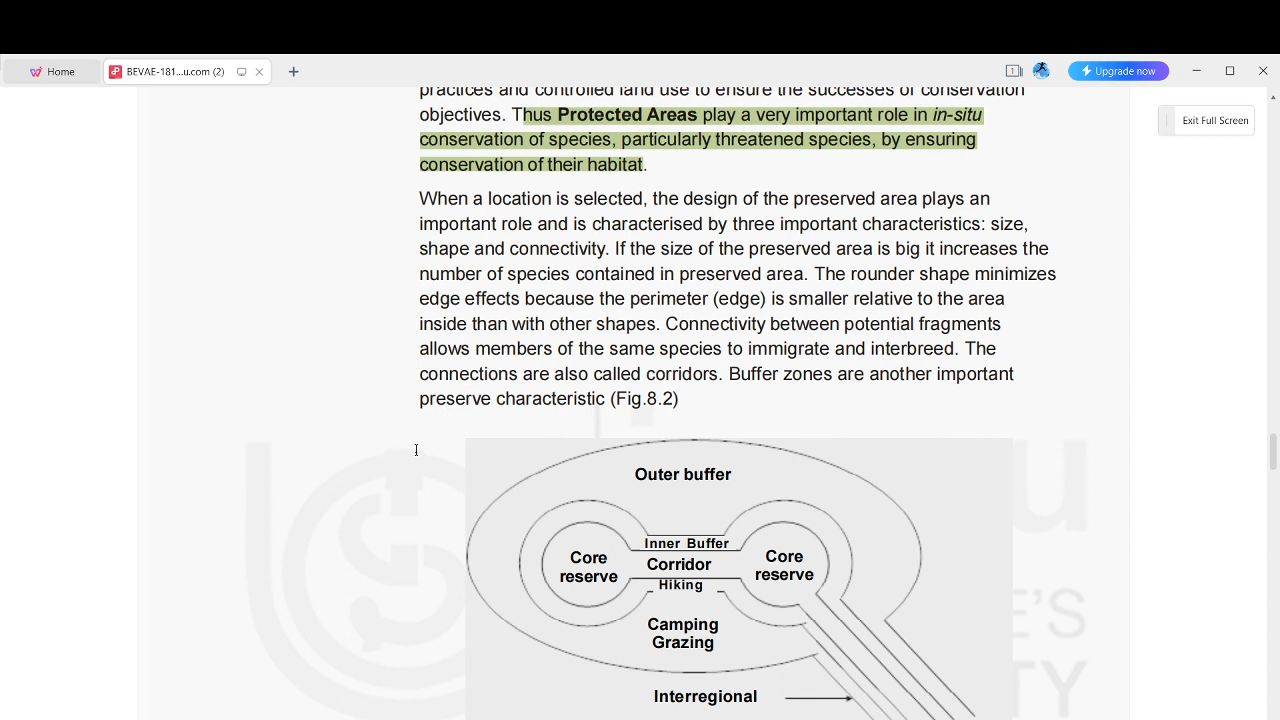 Home
BEVAE-181...u.com (2)
1
Upgrade now
Exit Full Screen
practices and controlled land use to ensure the successes of conservation
objectives. Thus Protected Areas play a very important role in in-situ
conservation of species, particularly threatened species, by ensuring
conservation of their habitat.
When a location is selected, the design of the preserved area plays an
important role and is characterised by three important characteristics: size,
shape and connectivity. If the size of the preserved area is big it increases the
number of species contained in preserved area. The rounder shape minimizes
edge effects because the perimeter (edge) is smaller relative to the area
inside than with other shapes. Connectivity between potential fragments
allows members of the same species to immigrate and interbreed. The
connections are also called corridors. Buffer zones are another important
preserve characteristic (Fig.8.2)
Outer buffer
Inner Buffer
Core
reserve
Corridor
Core
reserve
Hiking
Camping
Grazing
Interregional
u
E'S
TY